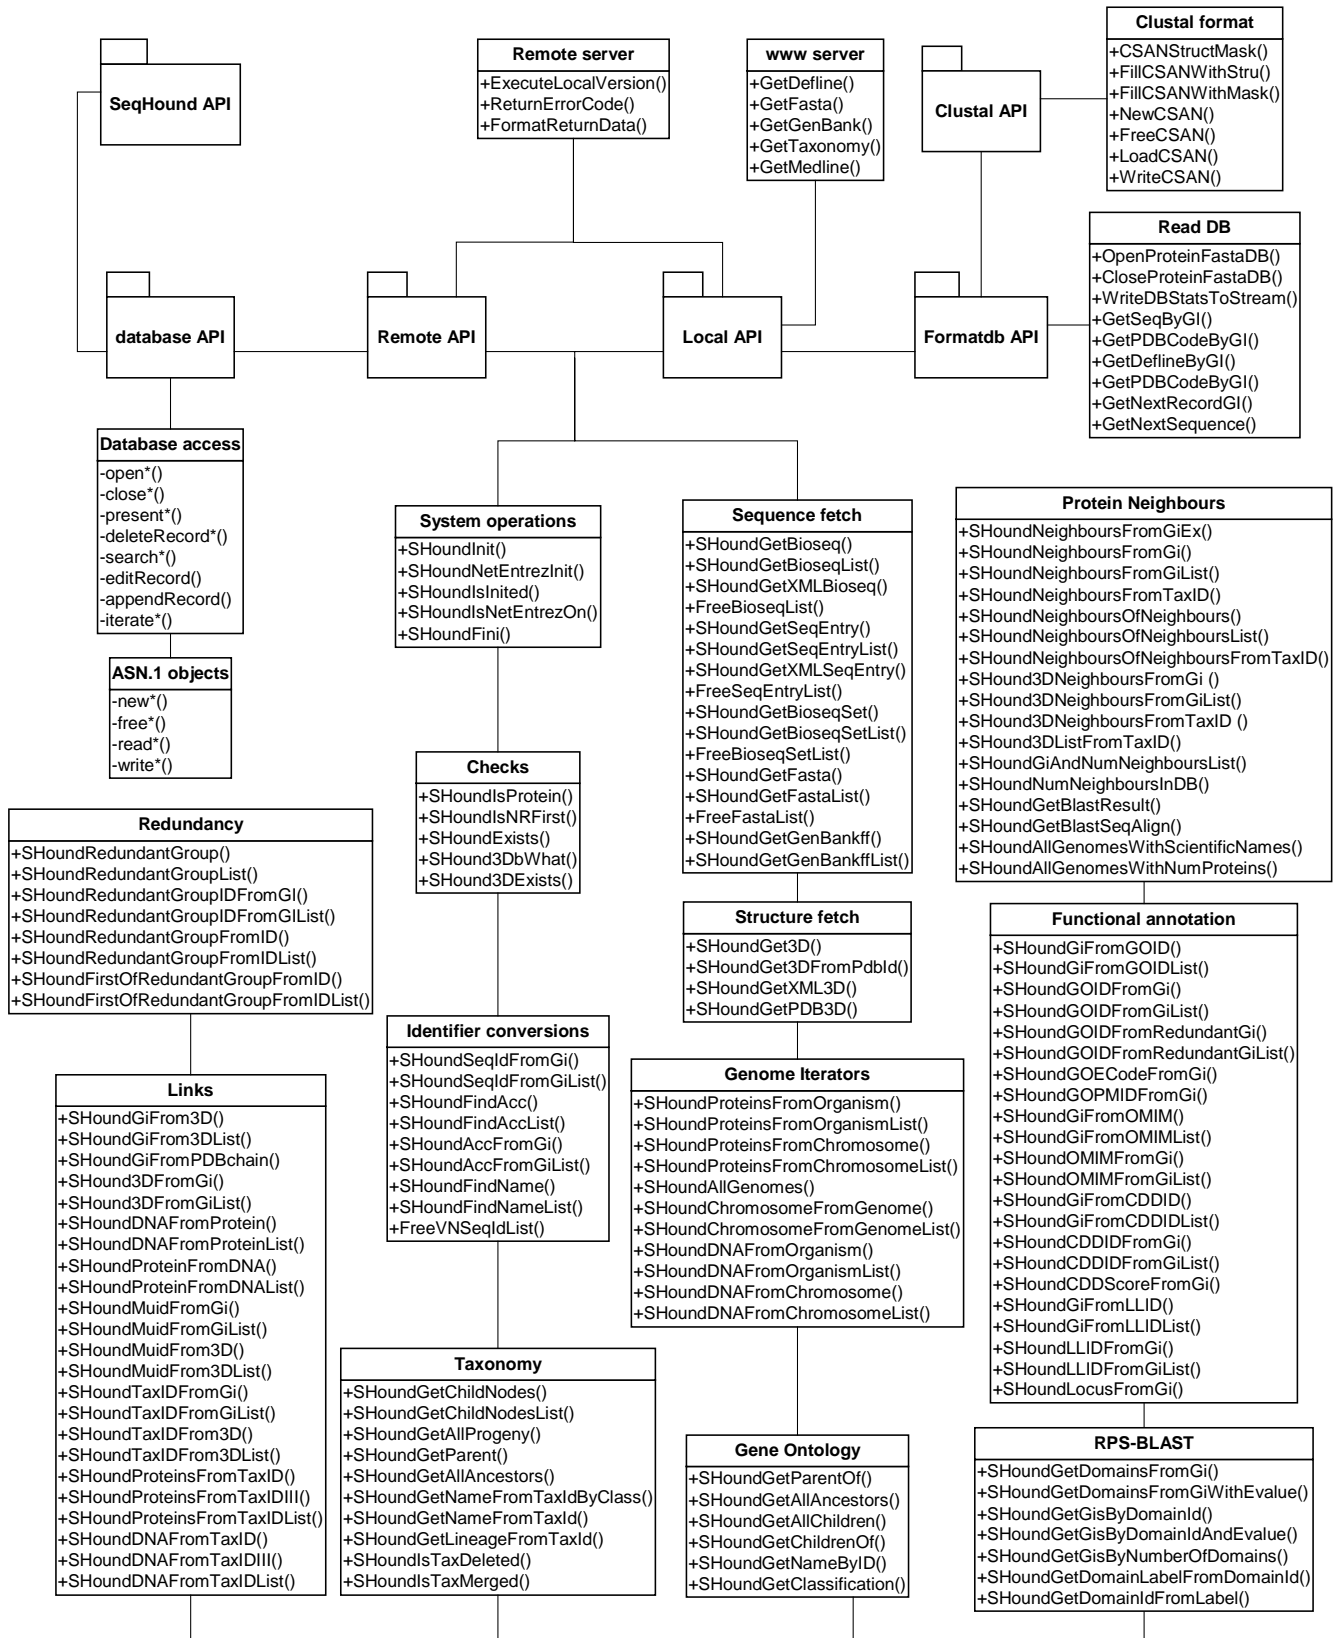 SeqHound API
Remote server
+ExecuteLocalVersion()
+ReturnErrorCode()
+FormatReturnData()
www server
+GetDefline()
+GetFasta()
+GetGenBank()
+GetTaxonomy()
+GetMedline()
Clustal API
Clustal format
+CSANStructMask()
+FillCSANWithStru()
+FillCSANWithMask()
+NewCSAN()
+FreeCSAN()
+LoadCSAN()
+WriteCSAN()
database API
Remote API
Local API
Formatdb API
Read DB
+OpenProteinFastaDB()
+CloseProteinFastaDB()
+WriteDBStatsToStream()
+GetSeqByGI()
+GetPDBCodeByGI()
+GetDeflineByGI()
+GetPDBCodeByGI()
+GetNextRecordGI()
+GetNextSequence()
Database access
-open*()
-close*()
-present*()
-deleteRecord*()
-search*()
-editRecord()
-appendRecord()
-iterate*()
ASN.1 objects
-new*()
-free*()
-read*()
-write*()
System operations
+SHoundInit()
+SHoundNetEntrezInit()
+SHoundIsInited()
+SHoundIsNetEntrezOn()
+SHoundFini()
Sequence fetch
+SHoundGetBioseq()
+SHoundGetBioseqList()
+SHoundGetXMLBioseq()
+FreeBioseqList()
+SHoundGetSeqEntry()
+SHoundGetSeqEntryList()
+SHoundGetXMLSeqEntry()
+FreeSeqEntryList()
+SHoundGetBioseqSet()
+SHoundGetBioseqSetList()
+FreeBioseqSetList()
+SHoundGetFasta()
+SHoundGetFastaList()
+FreeFastaList()
+SHoundGetGenBankff()
+SHoundGetGenBankffList()
Protein Neighbours
+SHoundNeighboursFromGiEx()
+SHoundNeighboursFromGi()
+SHoundNeighboursFromGiList()
+SHoundNeighboursFromTaxID()
+SHoundNeighboursOfNeighbours()
+SHoundNeighboursOfNeighboursList()
+SHoundNeighboursOfNeighboursFromTaxID()
+SHound3DNeighboursFromGi ()
+SHound3DNeighboursFromGiList()
+SHound3DNeighboursFromTaxID ()
+SHound3DListFromTaxID()
+SHoundGiAndNumNeighboursList()
+SHoundNumNeighboursInDB()
+SHoundGetBlastResult()
+SHoundGetBlastSeqAlign()
+SHoundAllGenomesWithScientificNames()
+SHoundAllGenomesWithNumProteins()
Checks
+SHoundIsProtein()
+SHoundIsNRFirst()
+SHoundExists()
+SHound3DbWhat()
+SHound3DExists()
Redundancy
+SHoundRedundantGroup()
+SHoundRedundantGroupList()
+SHoundRedundantGroupIDFromGI()
+SHoundRedundantGroupIDFromGIList()
+SHoundRedundantGroupFromID()
+SHoundRedundantGroupFromIDList()
+SHoundFirstOfRedundantGroupFromID()
+SHoundFirstOfRedundantGroupFromIDList()
Structure fetch
+SHoundGet3D()
+SHoundGet3DFromPdbId()
+SHoundGetXML3D()
+SHoundGetPDB3D()
Functional annotation
+SHoundGiFromGOID()
+SHoundGiFromGOIDList()
+SHoundGOIDFromGi()
+SHoundGOIDFromGiList()
+SHoundGOIDFromRedundantGi()
+SHoundGOIDFromRedundantGiList()
+SHoundGOECodeFromGi()
+SHoundGOPMIDFromGi()
+SHoundGiFromOMIM()
+SHoundGiFromOMIMList()
+SHoundOMIMFromGi()
+SHoundOMIMFromGiList()
+SHoundGiFromCDDID()
+SHoundGiFromCDDIDList()
+SHoundCDDIDFromGi()
+SHoundCDDIDFromGiList()
+SHoundCDDScoreFromGi()
+SHoundGiFromLLID()
+SHoundGiFromLLIDList()
+SHoundLLIDFromGi()
+SHoundLLIDFromGiList()
+SHoundLocusFromGi()
Identifier conversions
+SHoundSeqIdFromGi()
+SHoundSeqIdFromGiList()
+SHoundFindAcc()
+SHoundFindAccList()
+SHoundAccFromGi()
+SHoundAccFromGiList()
+SHoundFindName()
+SHoundFindNameList()
+FreeVNSeqIdList()
Genome Iterators
+SHoundProteinsFromOrganism()
+SHoundProteinsFromOrganismList()
+SHoundProteinsFromChromosome()
+SHoundProteinsFromChromosomeList()
+SHoundAllGenomes()
+SHoundChromosomeFromGenome()
+SHoundChromosomeFromGenomeList()
+SHoundDNAFromOrganism()
+SHoundDNAFromOrganismList()
+SHoundDNAFromChromosome()
+SHoundDNAFromChromosomeList()
Links
+SHoundGiFrom3D()
+SHoundGiFrom3DList()
+SHoundGiFromPDBchain()
+SHound3DFromGi()
+SHound3DFromGiList()
+SHoundDNAFromProtein()
+SHoundDNAFromProteinList()
+SHoundProteinFromDNA()
+SHoundProteinFromDNAList()
+SHoundMuidFromGi()
+SHoundMuidFromGiList()
+SHoundMuidFrom3D()
+SHoundMuidFrom3DList()
+SHoundTaxIDFromGi()
+SHoundTaxIDFromGiList()
+SHoundTaxIDFrom3D()
+SHoundTaxIDFrom3DList()
+SHoundProteinsFromTaxID()
+SHoundProteinsFromTaxIDIII()
+SHoundProteinsFromTaxIDList()
+SHoundDNAFromTaxID()
+SHoundDNAFromTaxIDIII()
+SHoundDNAFromTaxIDList()
Taxonomy
+SHoundGetChildNodes()
+SHoundGetChildNodesList()
+SHoundGetAllProgeny()
+SHoundGetParent()
+SHoundGetAllAncestors()
+SHoundGetNameFromTaxIdByClass()
+SHoundGetNameFromTaxId()
+SHoundGetLineageFromTaxId()
+SHoundIsTaxDeleted()
+SHoundIsTaxMerged()
Gene Ontology
+SHoundGetParentOf()
+SHoundGetAllAncestors()
+SHoundGetAllChildren()
+SHoundGetChildrenOf()
+SHoundGetNameByID()
+SHoundGetClassification()
RPS-BLAST
+SHoundGetDomainsFromGi()
+SHoundGetDomainsFromGiWithEvalue()
+SHoundGetGisByDomainId()
+SHoundGetGisByDomainIdAndEvalue()
+SHoundGetGisByNumberOfDomains()
+SHoundGetDomainLabelFromDomainId()
+SHoundGetDomainIdFromLabel()